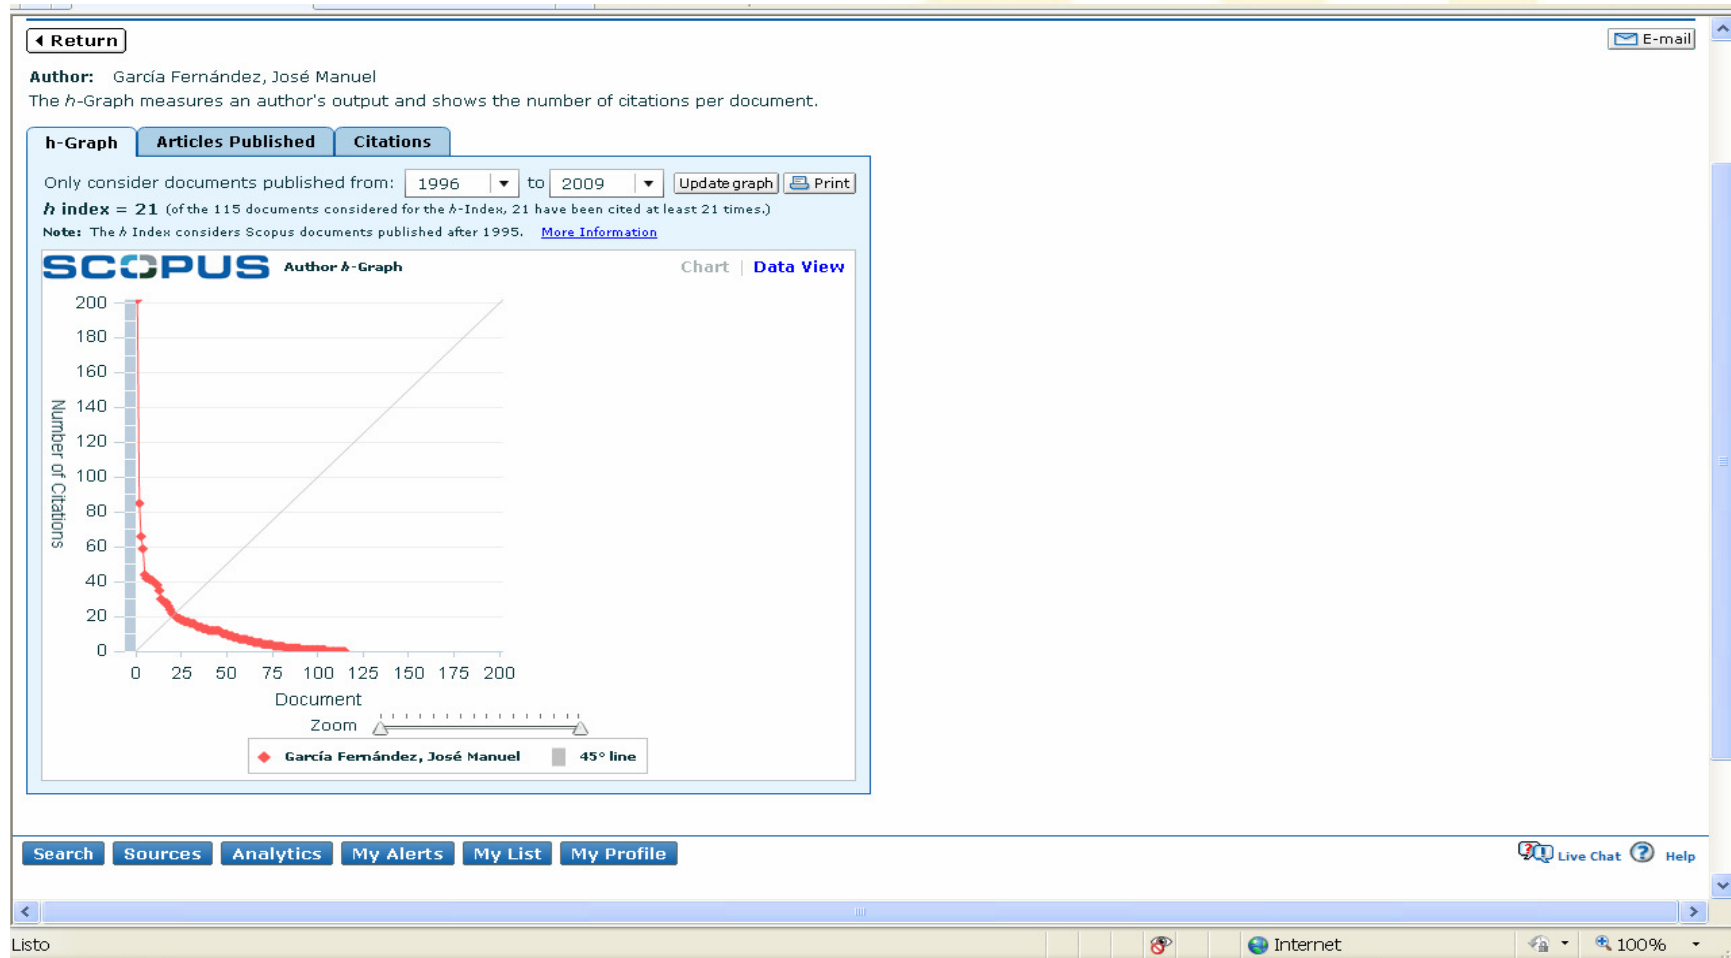 Return
E-mail
Author: García Fernández, José Manuel
The h-Graph measures an author's output and shows the number of citations per document.
h-Graph Articles Published Citations
Only consider documents published from: 1996 to 2009 Update graph Print
h index = 21 (of the 115 documents considered for the h-Index, 21 have been cited at least 21 times.)
Note: The h Index considers Scopus documents published after 1995. More Information
SCOPUS Author h-Graph Chart | Data View
200
180
160
140
120
100
80
60
40
20
0
Number of Citations
0 25 50 75 100 125 150 175 200
Document
Zoom
García Fernández, José Manuel 45° line
Search Sources Analytics My Alerts My List My Profile
Live Chat ? Help
Listo Internet 100%